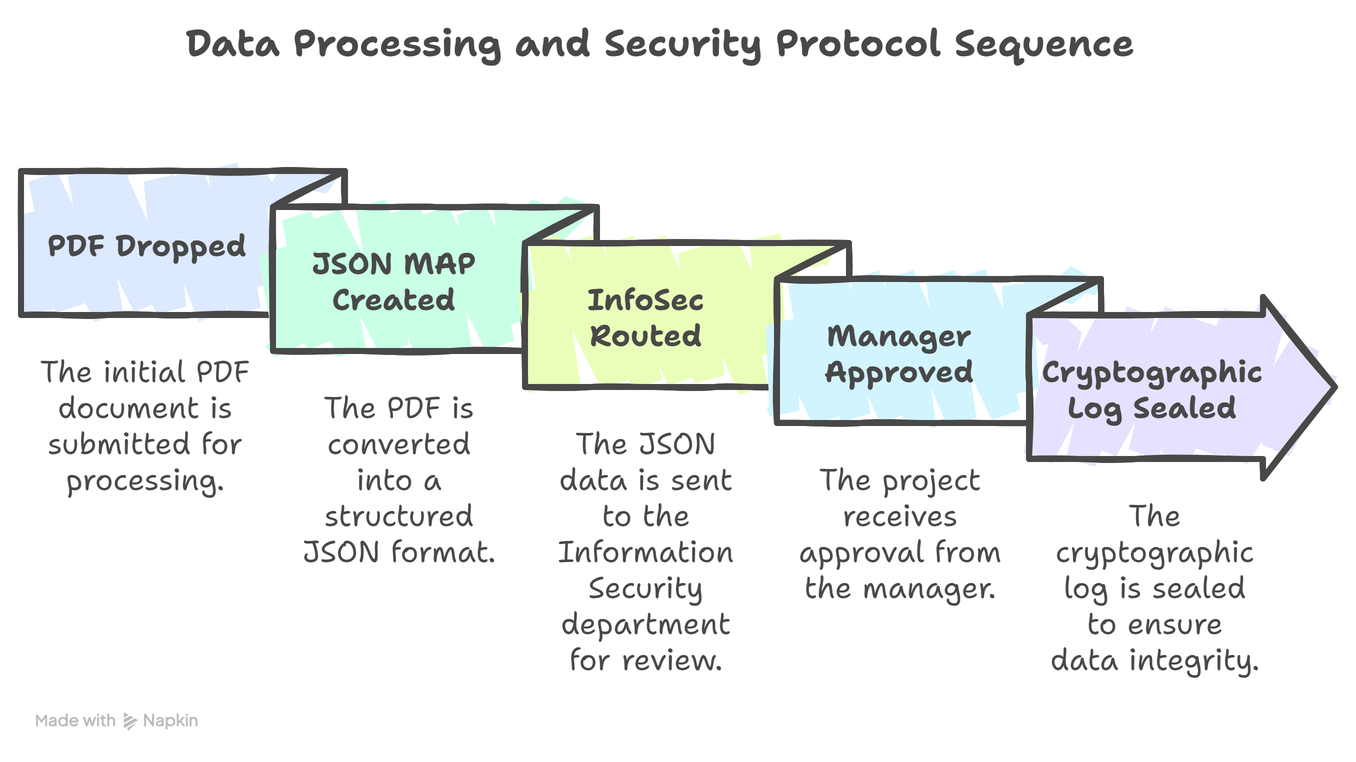 Data Processing and Security Protocol Sequence
PDF Dropped
The initial PDF
document is
submitted for
processing.
JSON MAP
Created
The PDF is
converted
into a
structured
JSON format.
InfoSec
Routed
The JSON
data is sent
to the
Information
Security
department
for review.
Manager
Approved
The project
receives
approval from
the manager.
Cryptographic
Log Sealed
The
cryptographic
log is sealed
to ensure
data integrity.
Made with Napkin